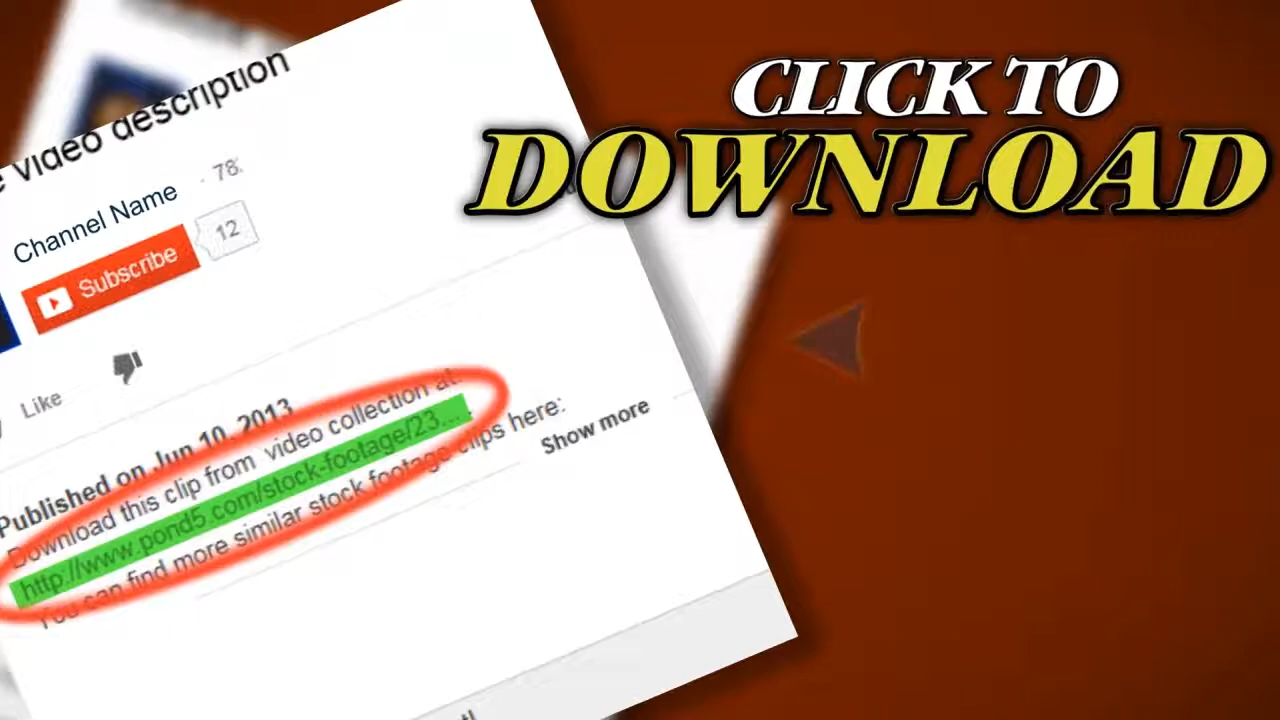 CLICK TO
DOWNLOAD
video description
Channel Name
78
Subscribe
12
Like
Published on Jun 10, 2013
Download this clip from video collection at
http://www.pond5.com/stock-footage/23... .
You can find more similar stock footage clips here:
Show more